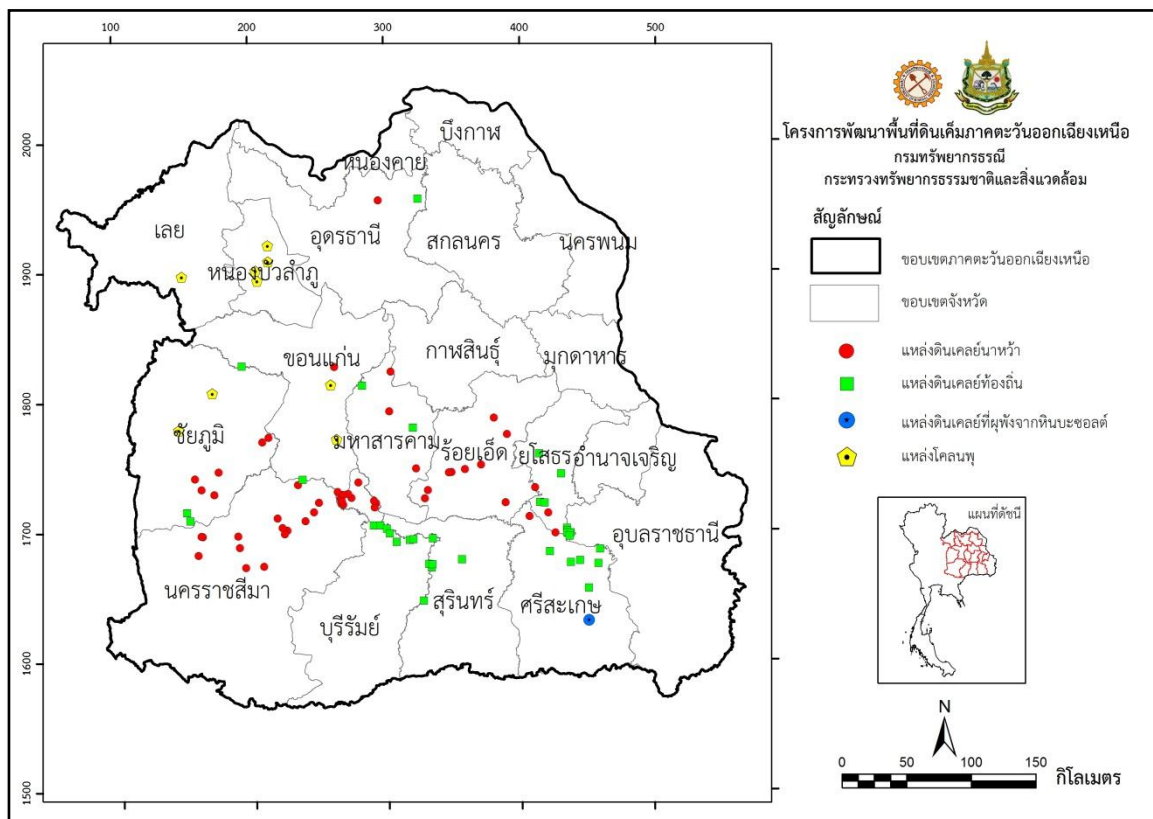 100 200 300 400 500
2000
1900
1800
1700
1600
1500
บึงกาฬ
หนองคาย
เลย
อุดรธานี
สกลนคร
นครพนม
หนองบัวลำภู
ขอนแก่น
กาฬสินธุ์
มุกดาหาร
ชัยภูมิ
มหาสารคาม
ร้อยเอ็ด
ยโสธร
อำนาจเจริญ
อุบลราชธานี
นครราชสีมา
บุรีรัมย์
สุรินทร์
ศรีสะเกษ
โครงการพัฒนาพื้นที่ดินเค็มภาคตะวันออกเฉียงเหนือ
กรมทรัพยากรธรณี
กระทรวงทรัพยากรธรรมชาติและสิ่งแวดล้อม
สัญลักษณ์
ขอบเขตภาคตะวันออกเฉียงเหนือ
ขอบเขตจังหวัด
แหล่งดินเคลย์นาหว้า
แหล่งดินเคลย์ท้องถิ่น
แหล่งดินเคลย์ที่ผุพังจากหินบะซอลต์
แหล่งโคลนพุ
แผนที่ดัชนี
N
0 50 100 150
กิโลเมตร